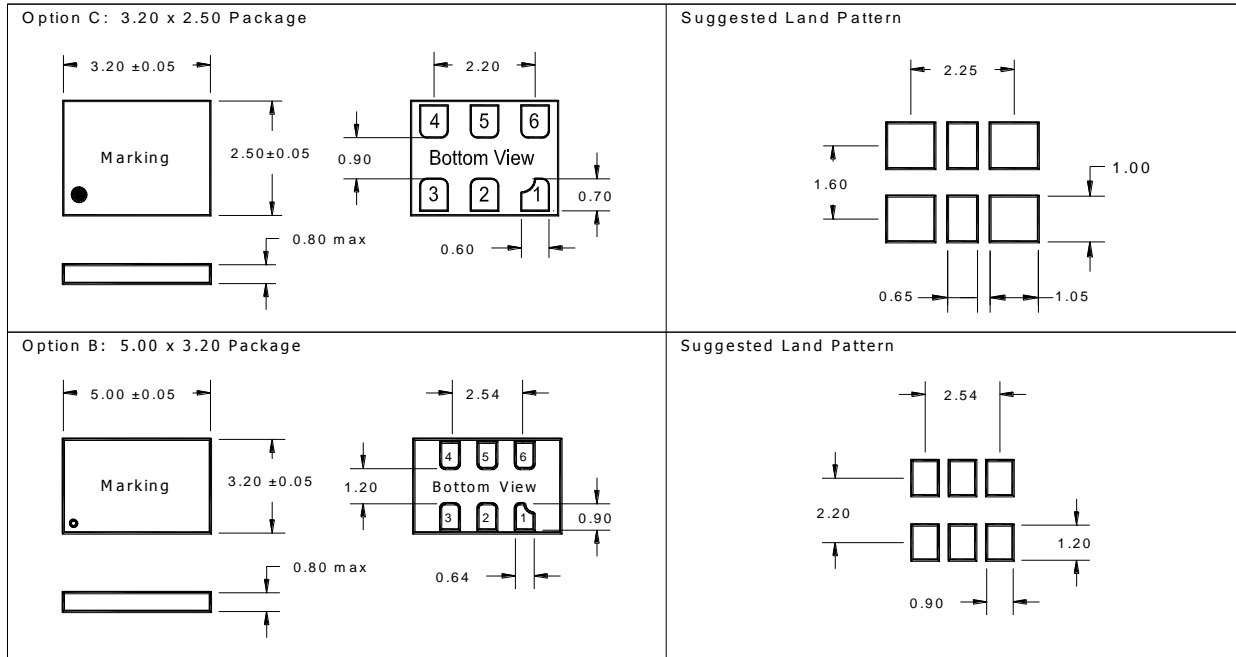 Option C: 3.20 x 2.50 Package
3.20 ±0.05
Marking
2.50±0.05
0.80 max
2.20
4 5 6
Bottom View
0.90
3 2 1
0.70
0.60
Suggested Land Pattern
2.25
1.60
1.00
0.65
1.05
Option B: 5.00 x 3.20 Package
5.00 ±0.05
Marking
3.20 ±0.05
0.80 max
2.54
4 5 6
1.20
Bottom View
3 2 1
0.90
0.64
Suggested Land Pattern
2.54
2.20
1.20
0.90